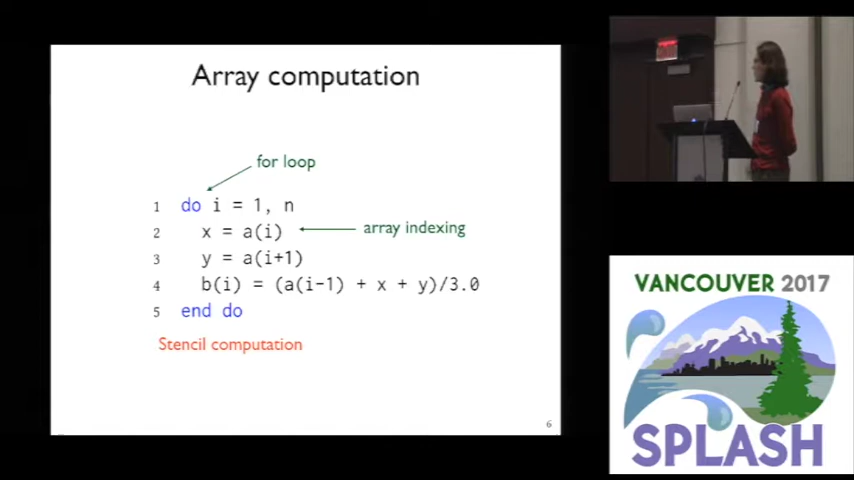 Array computation
for loop
1 do i = 1, n
2 x = a(i)
array indexing
3 y = a(i+1)
4 b(i) = (a(i-1) + x + y)/3.0
5 end do
Stencil computation
6
VANCOUVER 2017
SPLASH